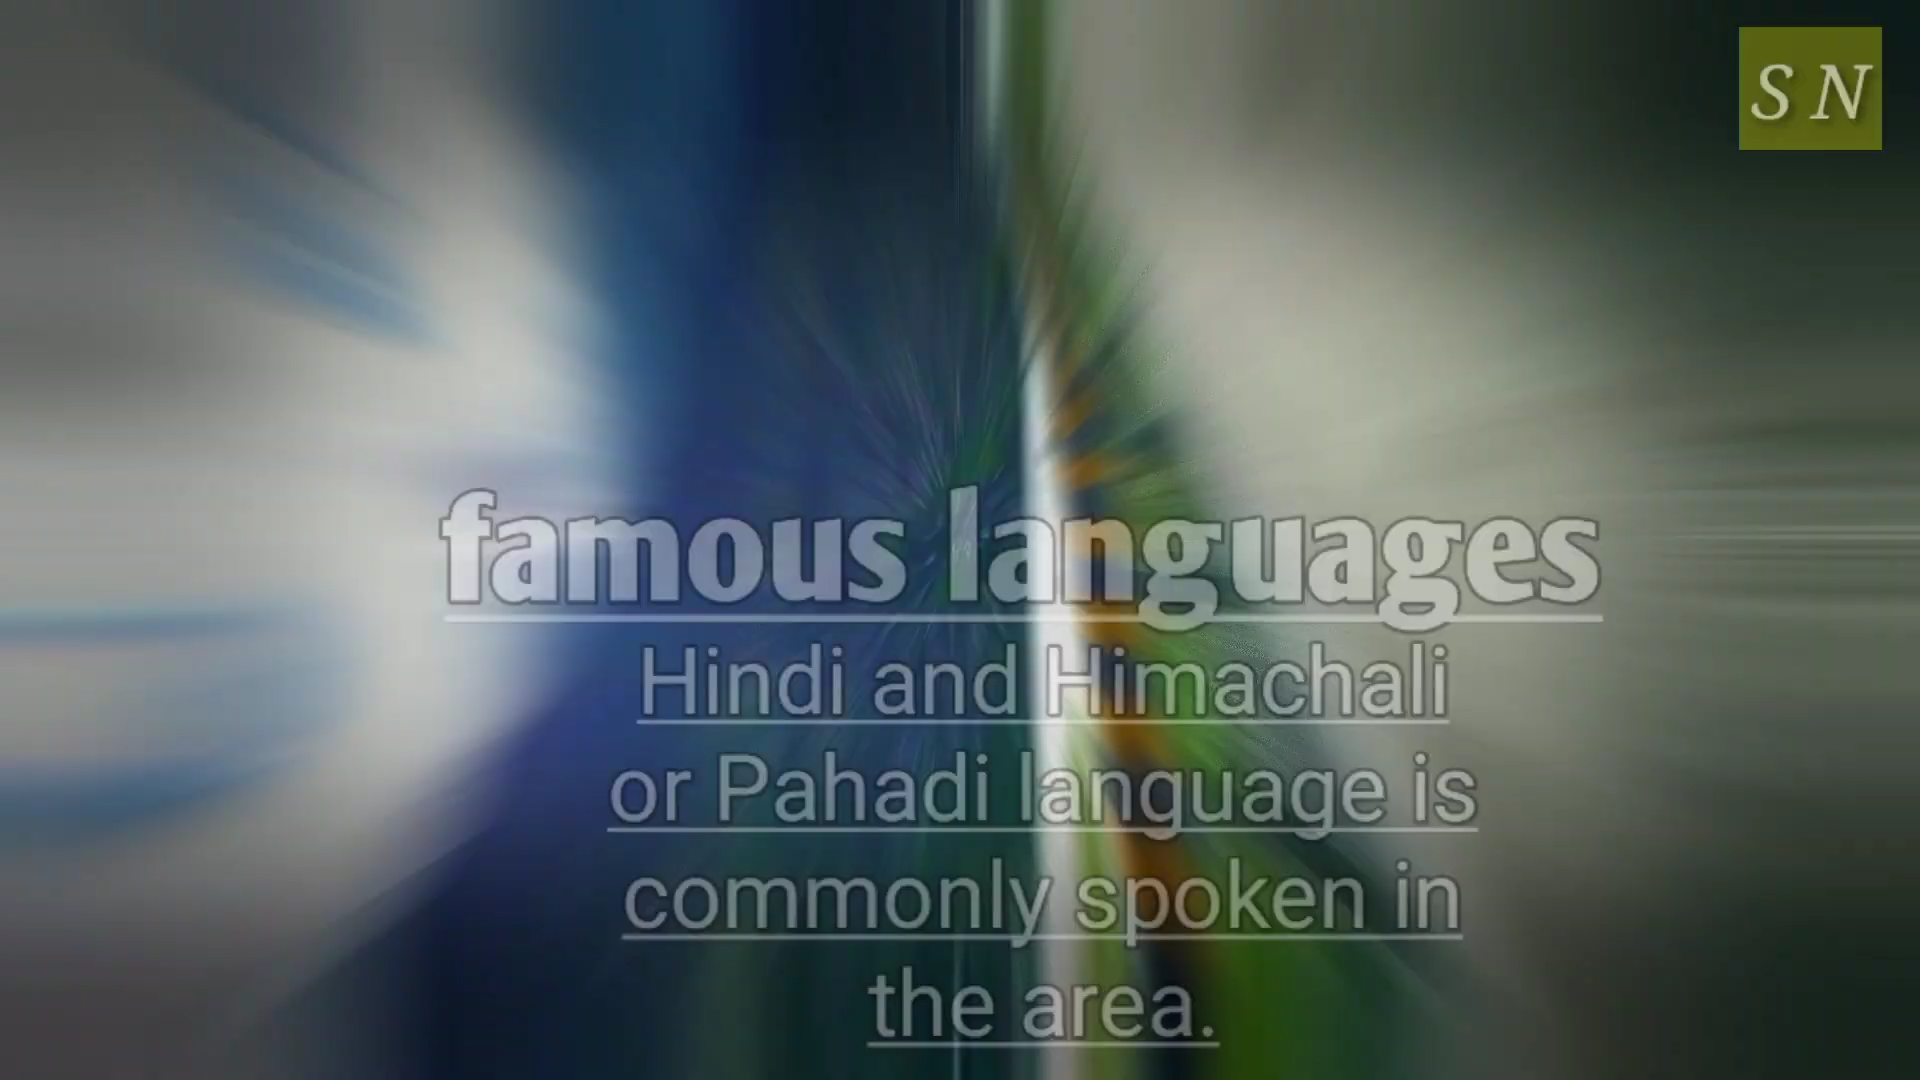 S N
famous languages
Hindi and Himachali
or Pahadi language is
commonly spoken in
the area.